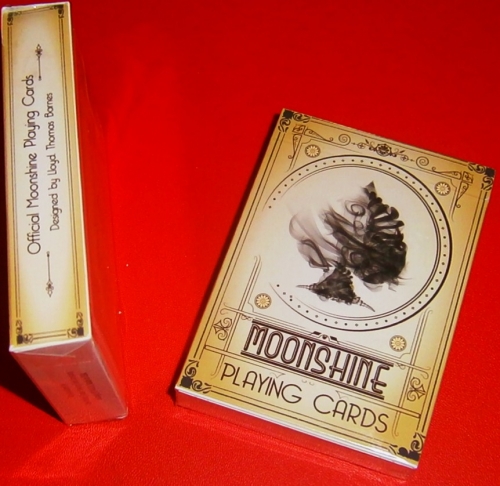 Official Moonshine Playing Cards
Designed by Lloyd Thomas Barnes
MOONSHINE
PLAYING CARDS